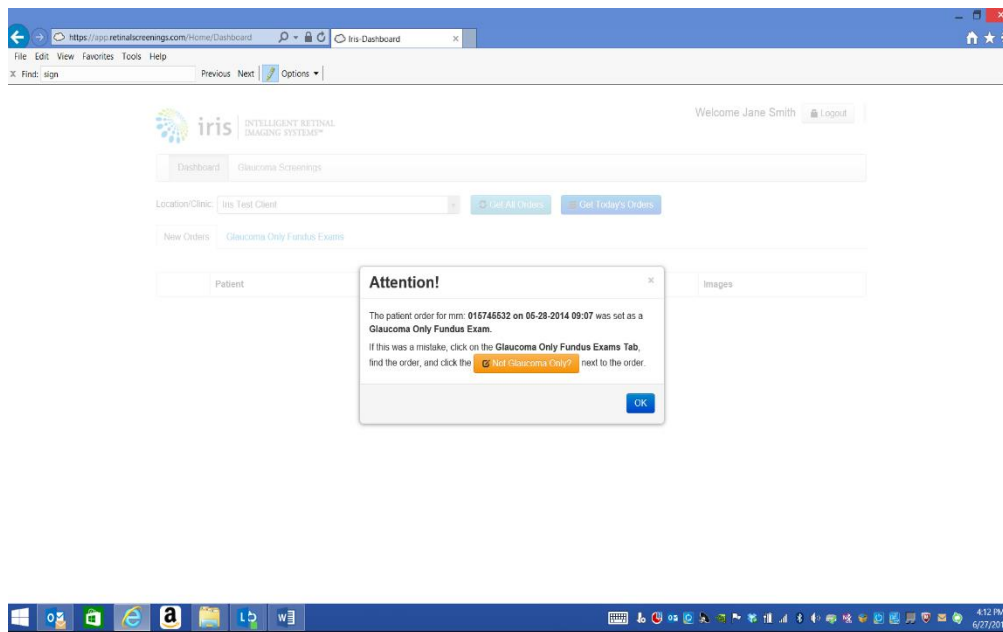 https://app.retinalscreenings.com/Home/Dashboard
Iris-Dashboard
File Edit View Favorites Tools Help
X Find: sign Previous Next Options
iris INTELLIGENT RETINAL
IMAGING SYSTEMS™
Welcome Jane Smith Logout
Dashboard Glaucoma Screenings
Location/Clinic: Iris Test Client Get All Orders Get Today's Orders
New Orders Glaucoma Only Fundus Exams
Patient Images
Attention! ×
The patient order for mrn: 015745532 on 05-28-2014 09:07 was set as a
Glaucoma Only Fundus Exam.
If this was a mistake, click on the Glaucoma Only Fundus Exams Tab,
find the order, and click the Not Glaucoma Only? next to the order.
OK
4:12 PM